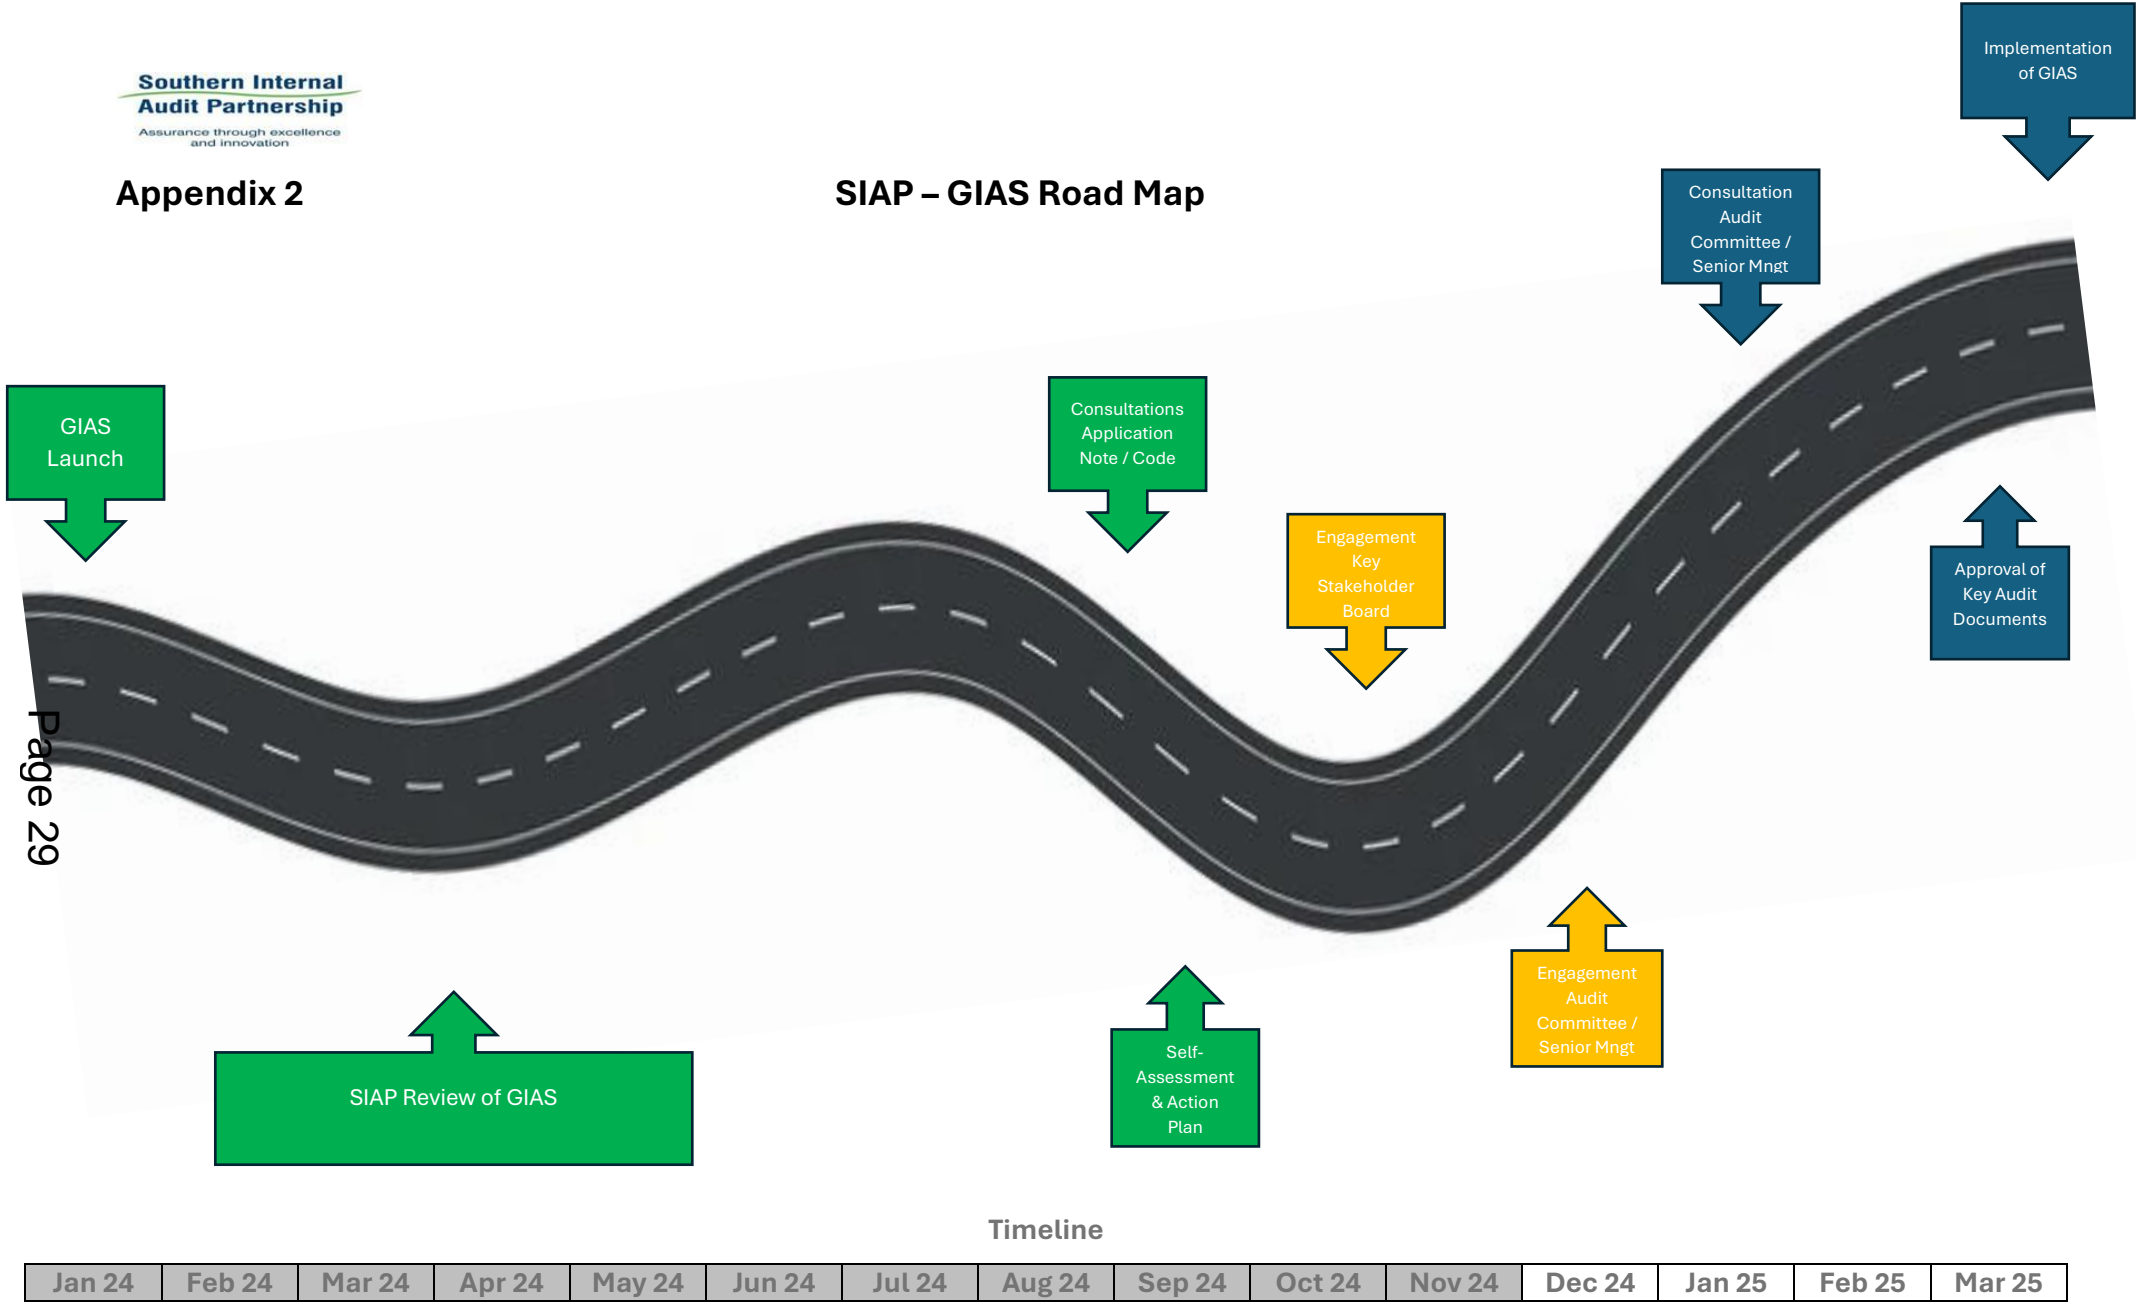 Southern Internal
Audit Partnership
Assurance through excellence
and innovation
Appendix 2
SIAP – GIAS Road Map
Implementation
of GIAS
Consultation
Audit
Committee /
Senior Mngt
GIAS
Launch
Consultations
Application
Note / Code
Engagement
Key
Stakeholder
Board
Approval of
Key Audit
Documents
Page 29
SIAP Review of GIAS
Self-
Assessment
& Action
Plan
Engagement
Audit
Committee /
Senior Mngt
Timeline
Jan 24 Feb 24 Mar 24 Apr 24 May 24 Jun 24 Jul 24 Aug 24 Sep 24 Oct 24 Nov 24 Dec 24 Jan 25 Feb 25 Mar 25